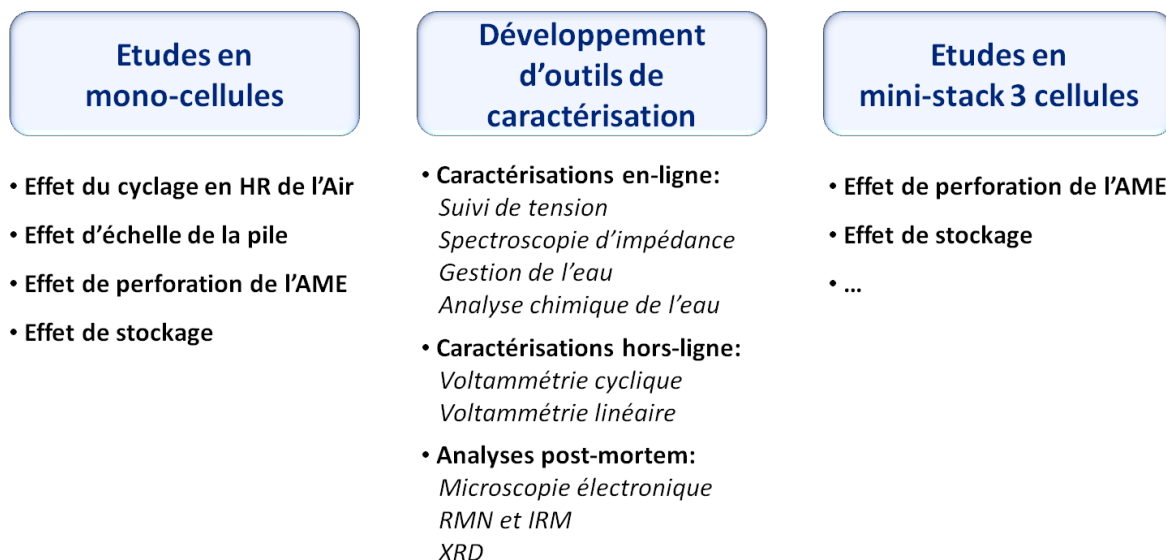 Etudes en
mono-cellules
• Effet du cyclage en HR de l’Air
• Effet d’échelle de la pile
• Effet de perforation de l’AME
• Effet de stockage
Développement
d’outils de
caractérisation
• Caractérisations en-ligne:
Suivi de tension
Spectroscopie d’impédance
Gestion de l’eau
Analyse chimique de l’eau
• Caractérisations hors-ligne:
Voltammétrie cyclique
Voltammétrie linéaire
• Analyses post-mortem:
Microscopie électronique
RMN et IRM
XRD
Etudes en
mini-stack 3 cellules
• Effet de perforation de l’AME
• Effet de stockage
• ...